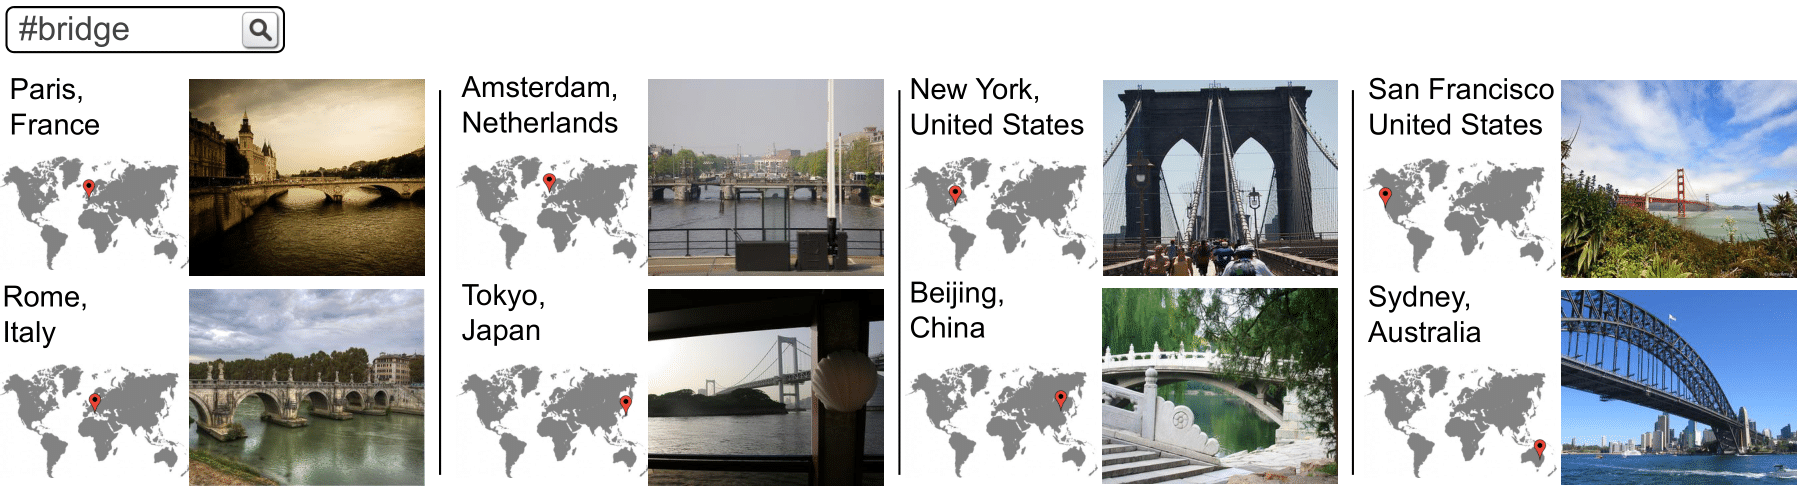 #bridge
Paris,
France
Amsterdam,
Netherlands
New York,
United States
San Francisco
United States
Rome,
Italy
Tokyo,
Japan
Beijing,
China
Sydney,
Australia